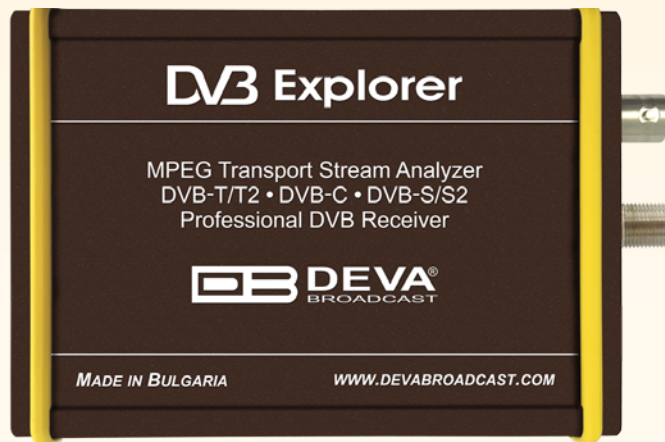 DVB Explorer
MPEG Transport Stream Analyzer
DVB-T/T2 • DVB-C • DVB-S/S2
Professional DVB Receiver
DB DEVA®
BROADCAST
MADE IN BULGARIA
WWW.DEVABROADCAST.COM